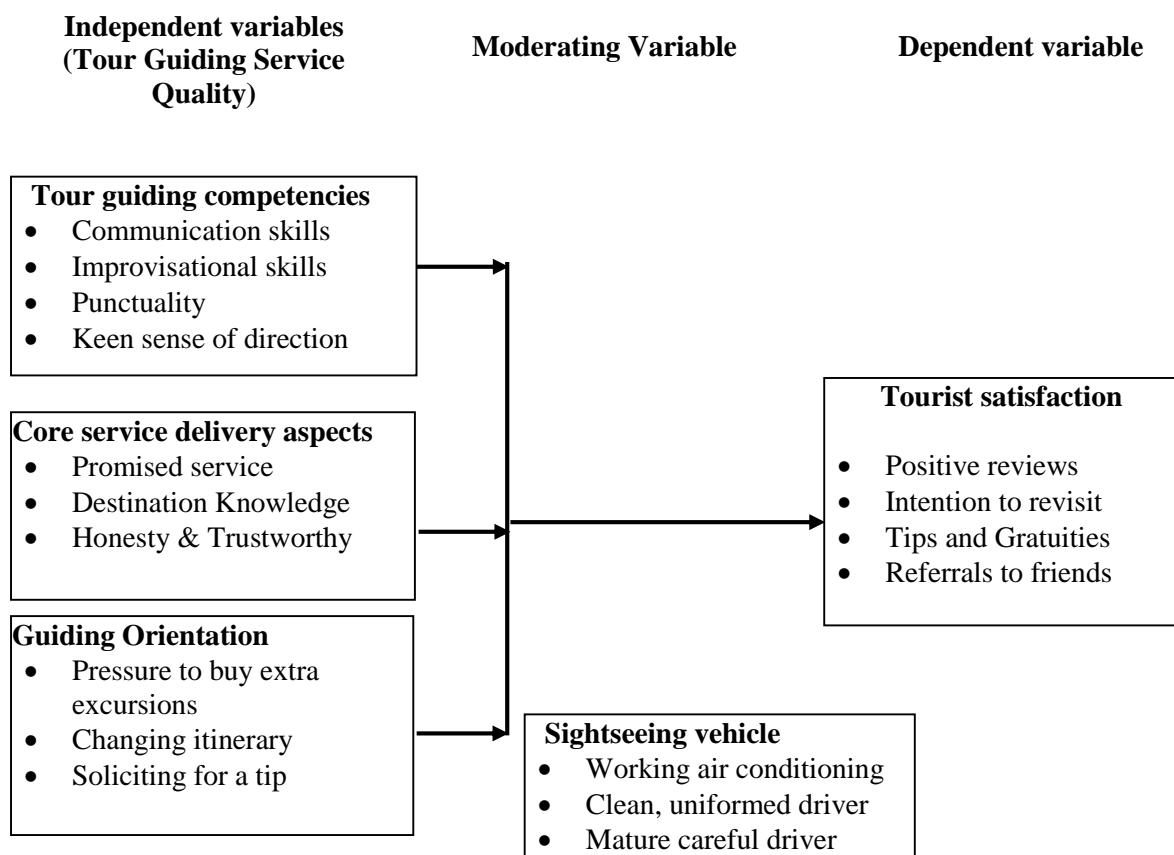 Independent variables
(Tour Guiding Service
Quality)
Moderating Variable
Dependent variable
Tour guiding competencies
• Communication skills
• Improvisational skills
• Punctuality
• Keen sense of direction
Core service delivery aspects
• Promised service
• Destination Knowledge
• Honesty & Trustworthy
Guiding Orientation
• Pressure to buy extra
excursions
• Changing itinerary
• Soliciting for a tip
Sightseeing vehicle
• Working air conditioning
• Clean, uniformed driver
• Mature careful driver
Tourist satisfaction
• Positive reviews
• Intention to revisit
• Tips and Gratuities
• Referrals to friends